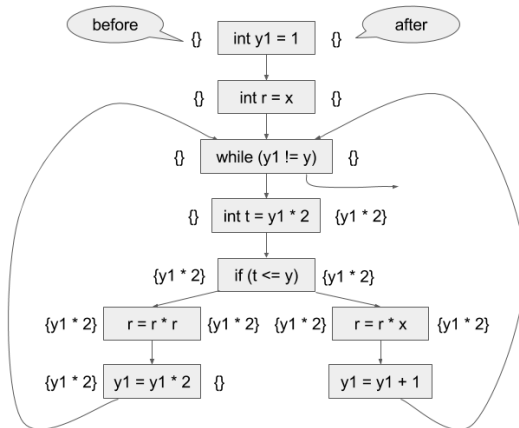 before
after
{} int y1 = 1 {}
{} int r = x {}
{} while (y1 != y) {}
{} int t = y1 * 2 {y1 * 2}
{y1 * 2} if (t <= y) {y1 * 2}
{y1 * 2} r = r * r {y1 * 2} {y1 * 2} r = r * x {y1 * 2}
{y1 * 2} y1 = y1 * 2 {} y1 = y1 + 1